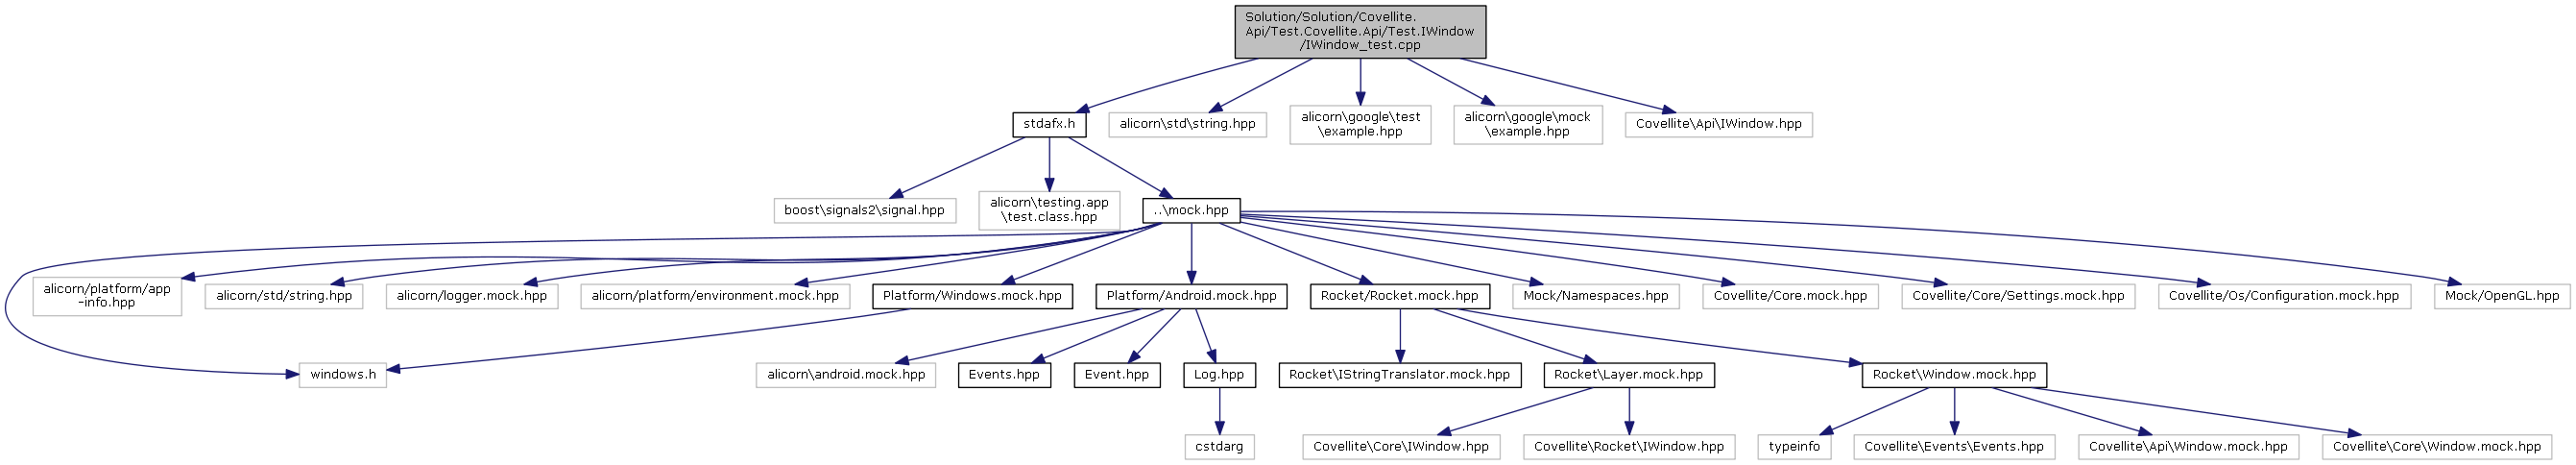 Solution/Solution/Covellite.
Api/Test.Covellite.Api/Test.IWindow
/IWindow_test.cpp
stdafx.h
alicorn\std\string.hpp
alicorn\google\test
\example.hpp
alicorn\google\mock
\example.hpp
Covellite\Api\IWindow.hpp
boost\signals2\signal.hpp
alicorn\testing.app
\test.class.hpp
..\mock.hpp
alicorn/platform/app
-info.hpp
alicorn/std/string.hpp
alicorn/logger.mock.hpp
alicorn/platform/environment.mock.hpp
Platform/Windows.mock.hpp
Platform/Android.mock.hpp
Rocket/Rocket.mock.hpp
Mock/Namespaces.hpp
Covellite/Core.mock.hpp
Covellite/Core/Settings.mock.hpp
Covellite/Os/Configuration.mock.hpp
Mock/OpenGL.hpp
windows.h
alicorn\android.mock.hpp
Events.hpp
Event.hpp
Log.hpp
Rocket\IStringTranslator.mock.hpp
Rocket\Layer.mock.hpp
Rocket\Window.mock.hpp
cstdarg
Covellite\Core\IWindow.hpp
Covellite\Rocket\IWindow.hpp
typeinfo
Covellite\Events\Events.hpp
Covellite\Api\Window.mock.hpp
Covellite\Core\Window.mock.hpp